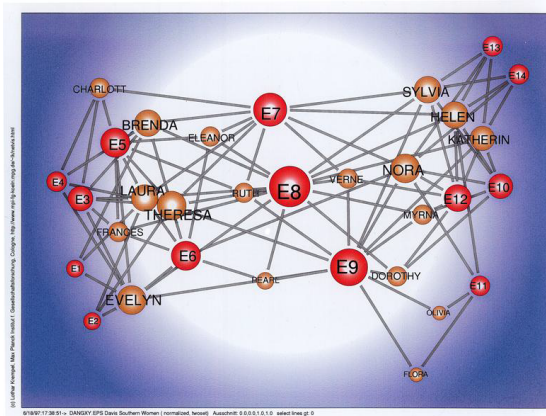 E13
E14
CHARLOTT
SYLVIA
E7
HELEN
BRENDA
ELEANOR
KATHERIN
E5
NORA
VERNE
E4
E3
LAURA
RUTH
E8
E10
E12
THERESA
MYRNA
FRANCES
E6
E9
E1
PEARL
DOROTHY
E11
EVELYN
OLIVIA
E2
FLORA
(c) Lothar Krempel, Max Planck Institut f. Gesellschaftsforschung, Cologne.
6/18/97;17:38:51-> DANGKY.EPS Davis Southern Women ( normalized, twoset) Ausschnitt: 0.0,0.0,1.0,1.0 select lines gt: 0